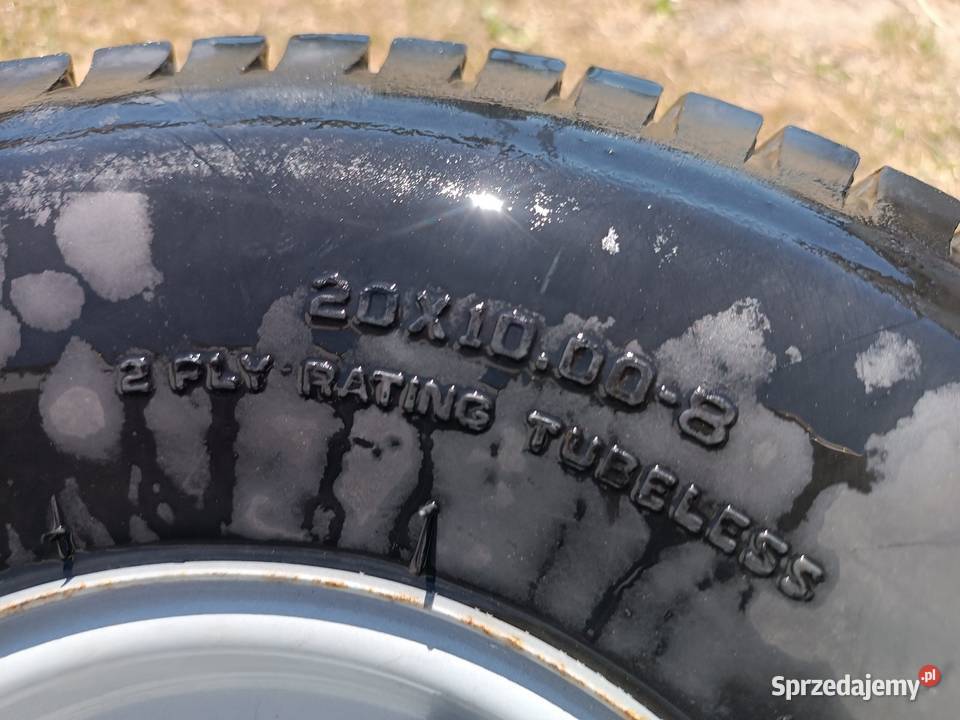 20X10.00-8
2 PLY RATING TUBELESS
Sprzedajemy.pl